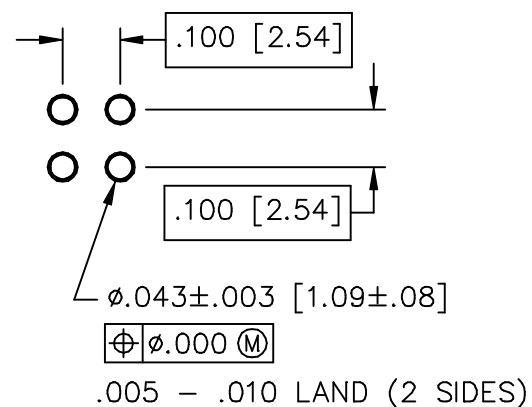 .100 [2.54]
.100 [2.54]
⌀.043±.003 [1.09±.08]
⌖ ⌀.000 Ⓜ
.005 – .010 LAND (2 SIDES)